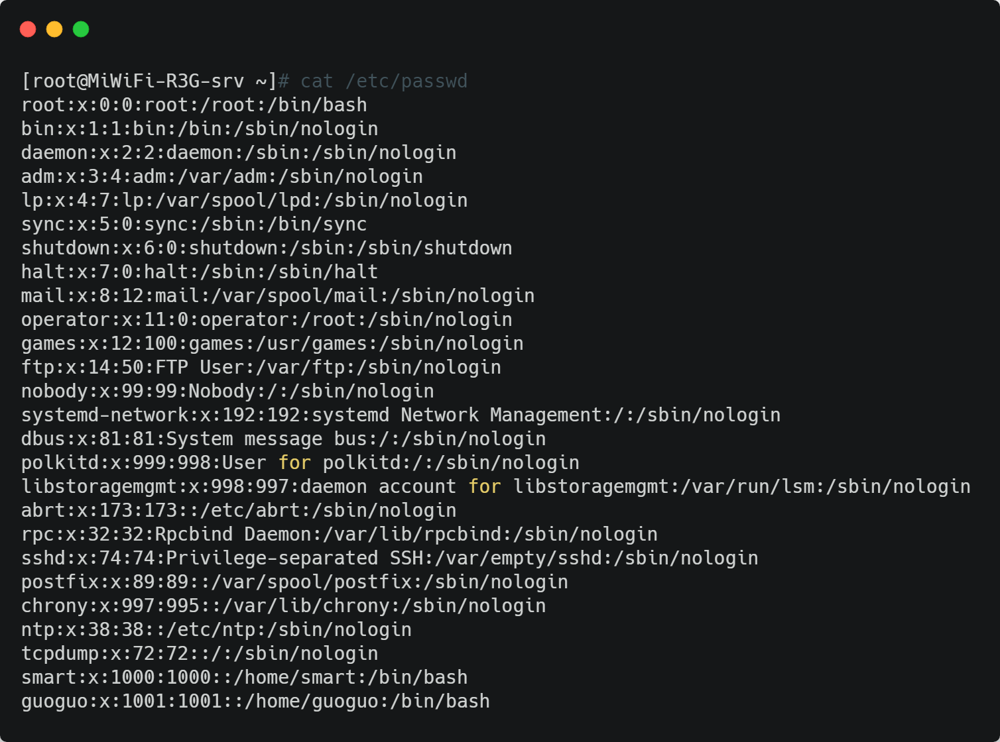 [root@MiWiFi-R3G-srv ~]# cat /etc/passwd
root:x:0:0:root:/root:/bin/bash
bin:x:1:1:bin:/bin:/sbin/nologin
daemon:x:2:2:daemon:/sbin:/sbin/nologin
adm:x:3:4:adm:/var/adm:/sbin/nologin
lp:x:4:7:lp:/var/spool/lpd:/sbin/nologin
sync:x:5:0:sync:/sbin:/bin/sync
shutdown:x:6:0:shutdown:/sbin:/sbin/shutdown
halt:x:7:0:halt:/sbin:/sbin/halt
mail:x:8:12:mail:/var/spool/mail:/sbin/nologin
operator:x:11:0:operator:/root:/sbin/nologin
games:x:12:100:games:/usr/games:/sbin/nologin
ftp:x:14:50:FTP User:/var/ftp:/sbin/nologin
nobody:x:99:99:Nobody:/:/sbin/nologin
systemd-network:x:192:192:systemd Network Management:/:/sbin/nologin
dbus:x:81:81:System message bus:/:/sbin/nologin
polkitd:x:999:998:User for polkitd:/:/sbin/nologin
libstoragemgmt:x:998:997:daemon account for libstoragemgmt:/var/run/lsm:/sbin/nologin
abrt:x:173:173::/etc/abrt:/sbin/nologin
rpc:x:32:32:Rpcbind Daemon:/var/lib/rpcbind:/sbin/nologin
sshd:x:74:74:Privilege-separated SSH:/var/empty/sshd:/sbin/nologin
postfix:x:89:89::/var/spool/postfix:/sbin/nologin
chrony:x:997:995::/var/lib/chrony:/sbin/nologin
ntp:x:38:38::/etc/ntp:/sbin/nologin
tcpdump:x:72:72::/:/sbin/nologin
smart:x:1000:1000::/home/smart:/bin/bash
guoguo:x:1001:1001::/home/guoguo:/bin/bash